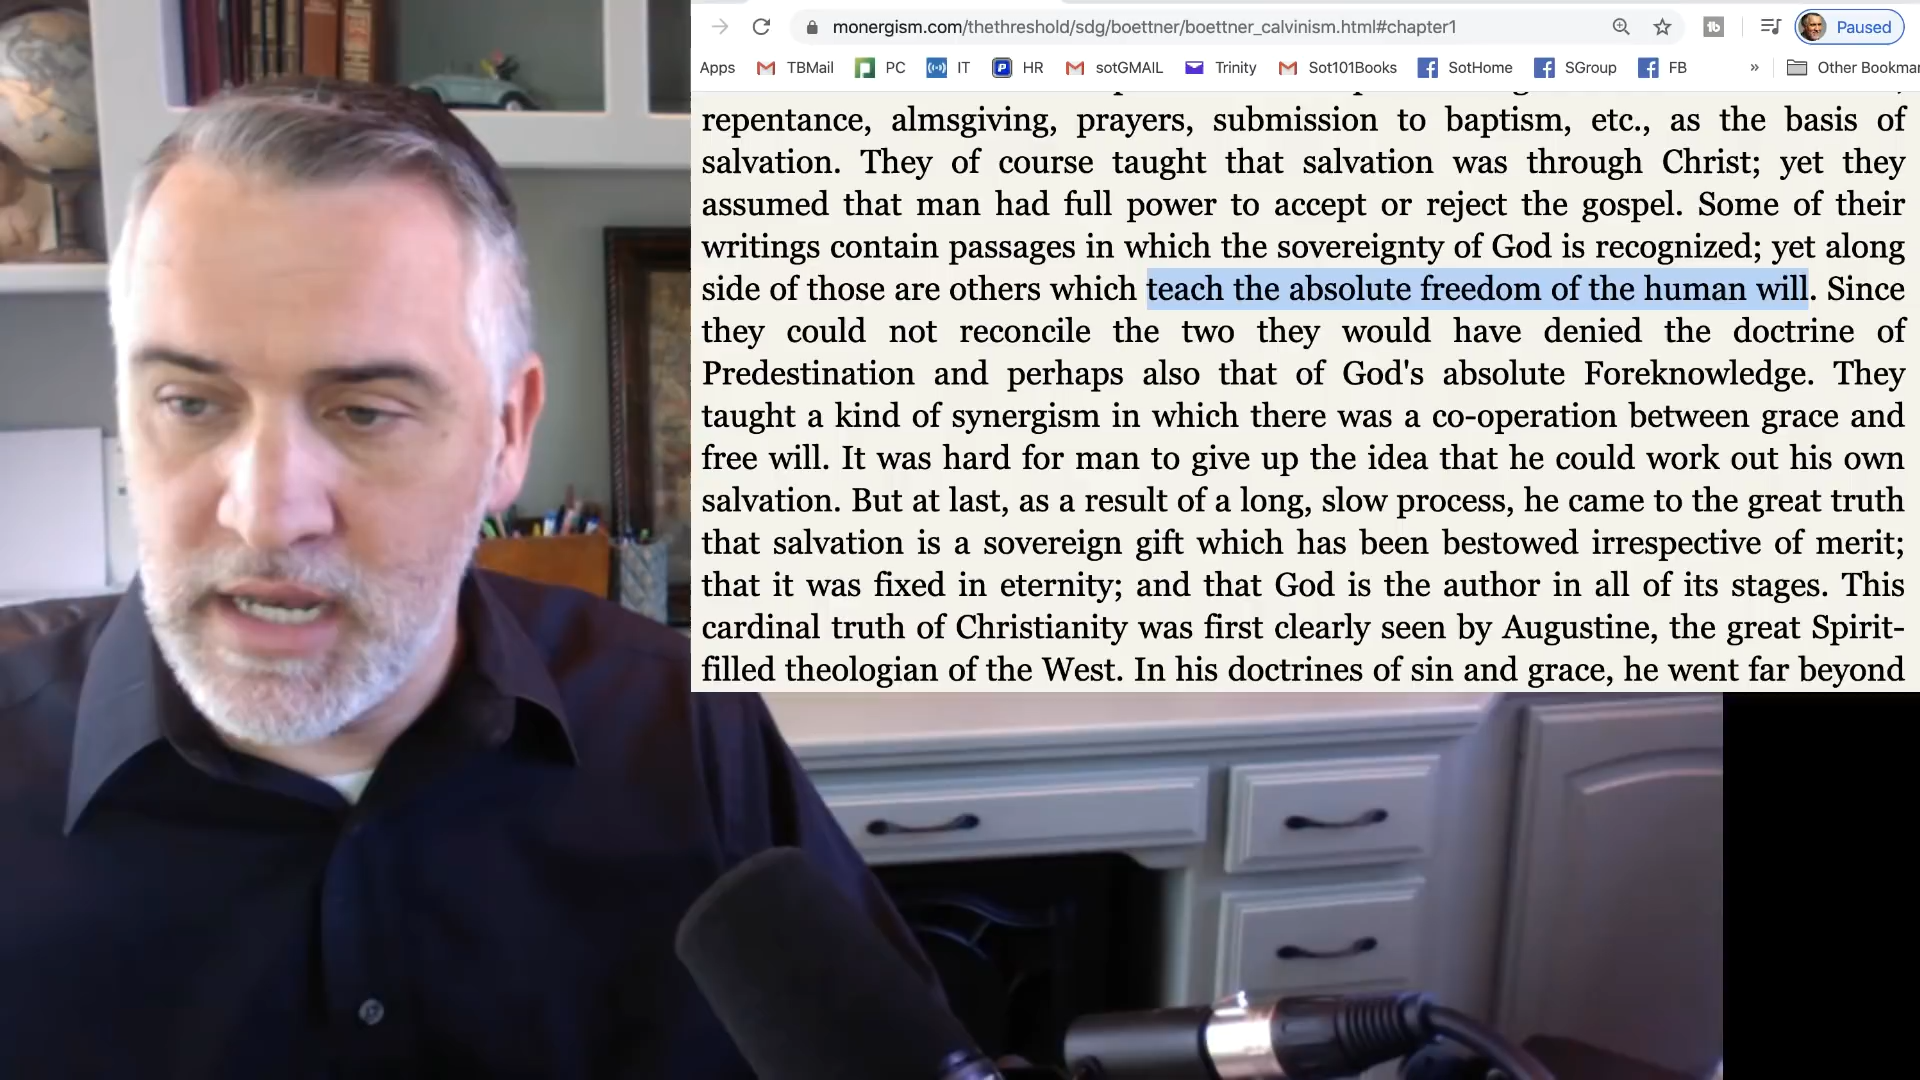 monergism.com/thethreshold/sdg/boettner/boettner_calvinism.html#chapter1
Paused
Apps TBMail PC IT HR sotGMAIL Trinity Sot101Books SotHome SGroup FB » Other Bookmar
repentance, almsgiving, prayers, submission to baptism, etc., as the basis of
salvation. They of course taught that salvation was through Christ; yet they
assumed that man had full power to accept or reject the gospel. Some of their
writings contain passages in which the sovereignty of God is recognized; yet along
side of those are others which teach the absolute freedom of the human will. Since
they could not reconcile the two they would have denied the doctrine of
Predestination and perhaps also that of God's absolute Foreknowledge. They
taught a kind of synergism in which there was a co-operation between grace and
free will. It was hard for man to give up the idea that he could work out his own
salvation. But at last, as a result of a long, slow process, he came to the great truth
that salvation is a sovereign gift which has been bestowed irrespective of merit;
that it was fixed in eternity; and that God is the author in all of its stages. This
cardinal truth of Christianity was first clearly seen by Augustine, the great Spirit-
filled theologian of the West. In his doctrines of sin and grace, he went far beyond